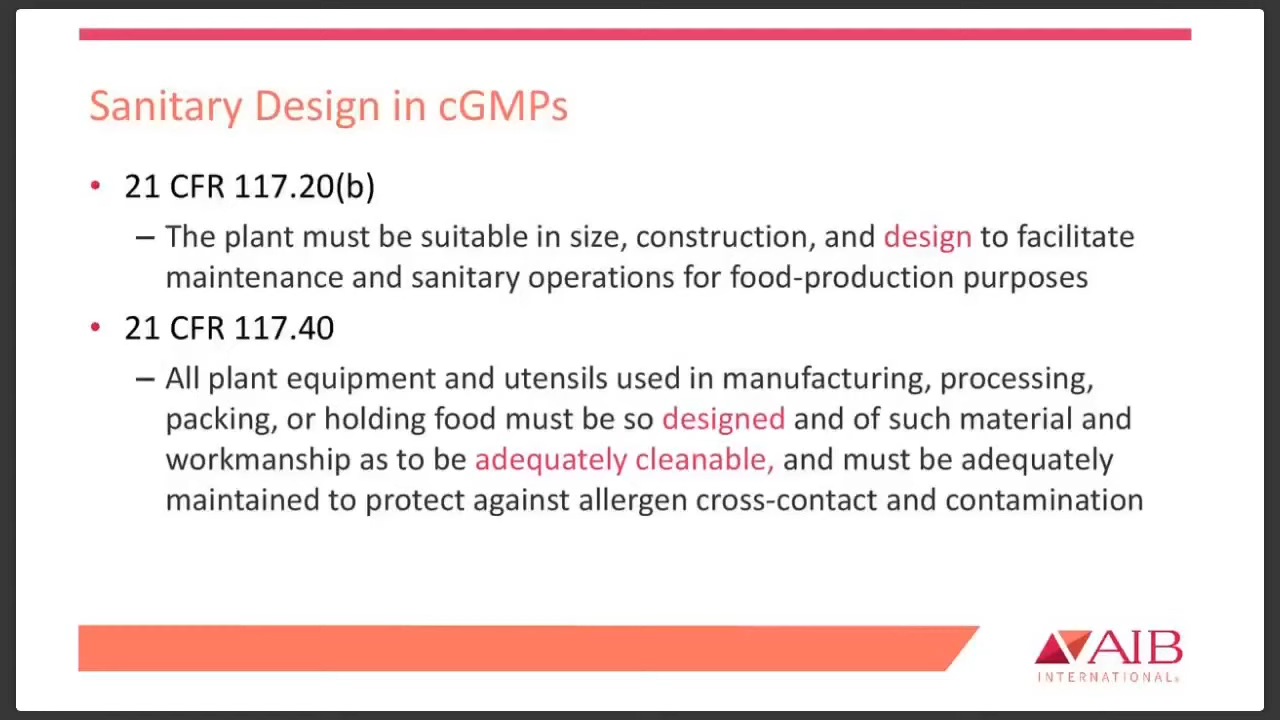 Sanitary Design in cGMPs
• 21 CFR 117.20(b)
– The plant must be suitable in size, construction, and design to facilitate
maintenance and sanitary operations for food-production purposes
• 21 CFR 117.40
– All plant equipment and utensils used in manufacturing, processing,
packing, or holding food must be so designed and of such material and
workmanship as to be adequately cleanable, and must be adequately
maintained to protect against allergen cross-contact and contamination
AIB
INTERNATIONAL®